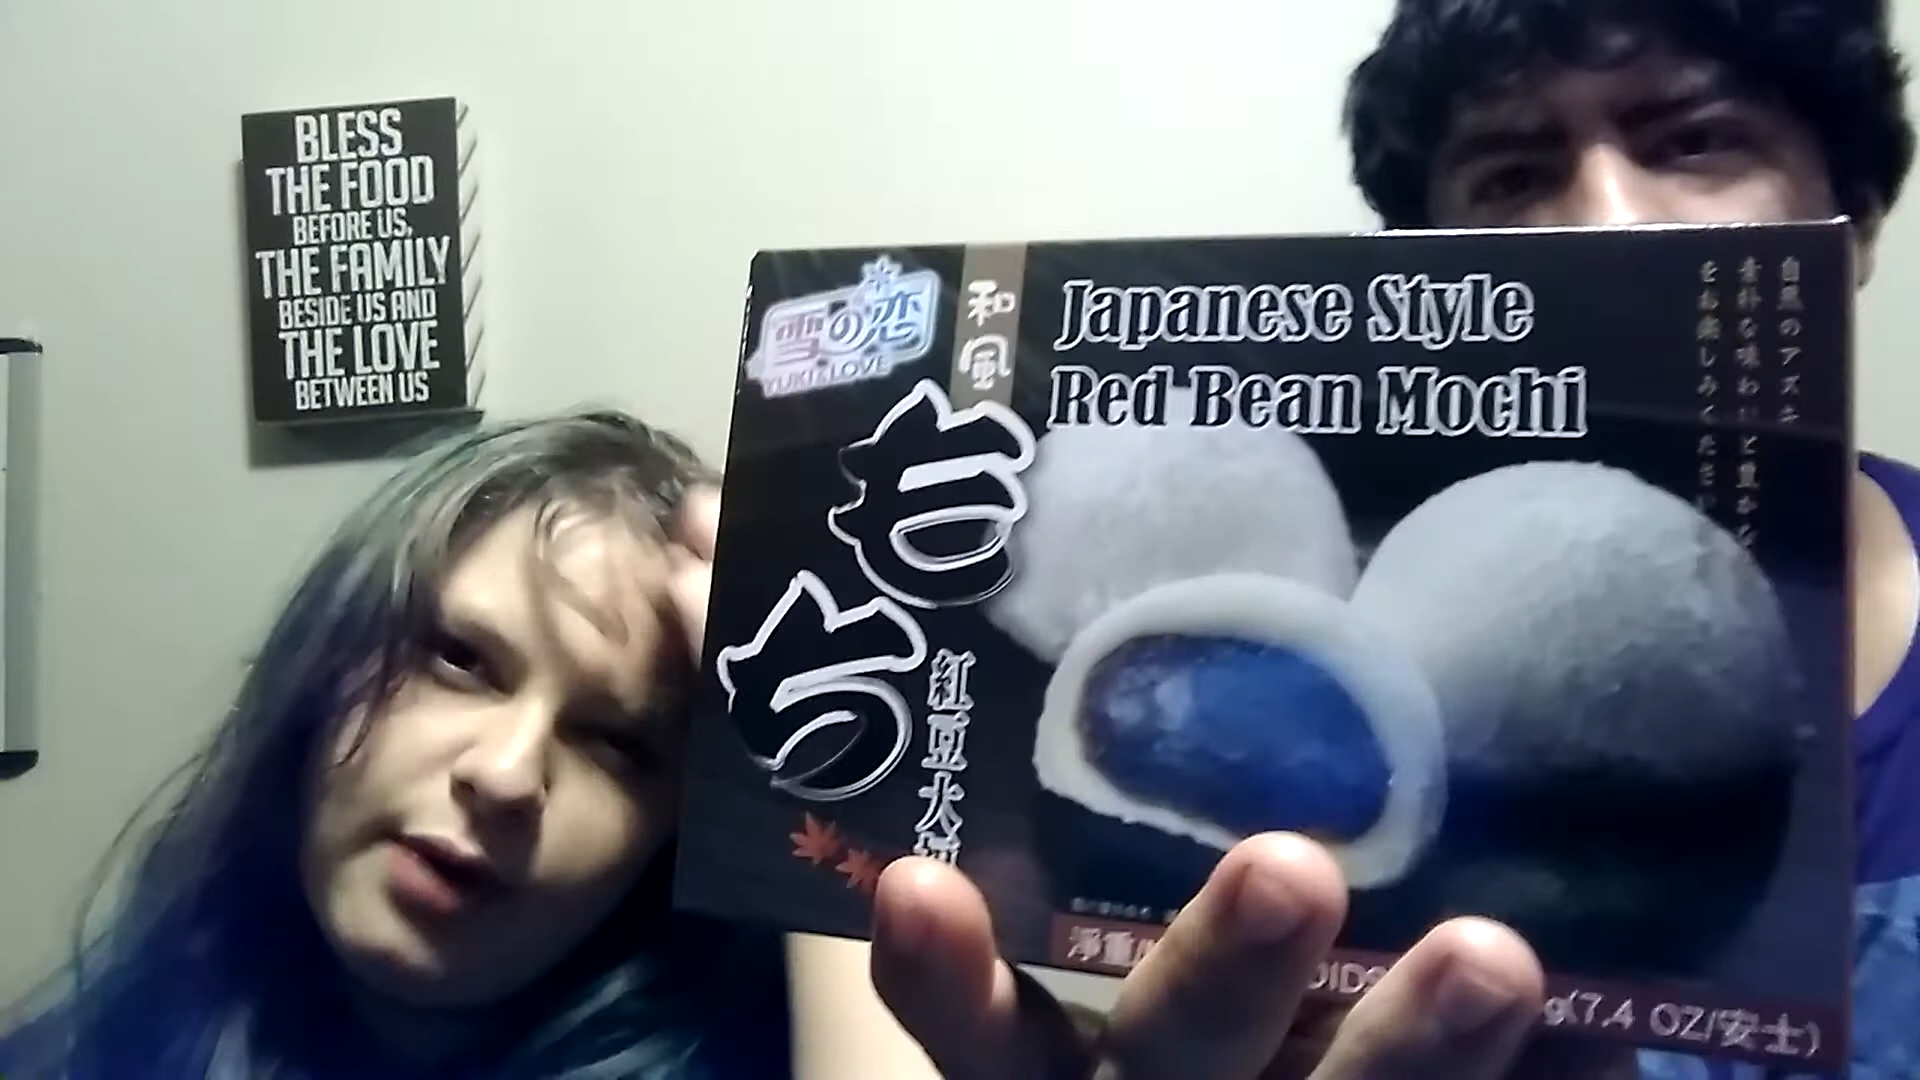 BLESS
THE FOOD
BEFORE US,
THE FAMILY
BESIDE US AND
THE LOVE
BETWEEN US
雪の恋
YUKI & LOVE
和風
もち
紅豆大福
Japanese Style
Red Bean Mochi
自然のアズキ
素朴な味わいと豊かな
をお楽しみください
淨重
g(7.4 OZ/安士)